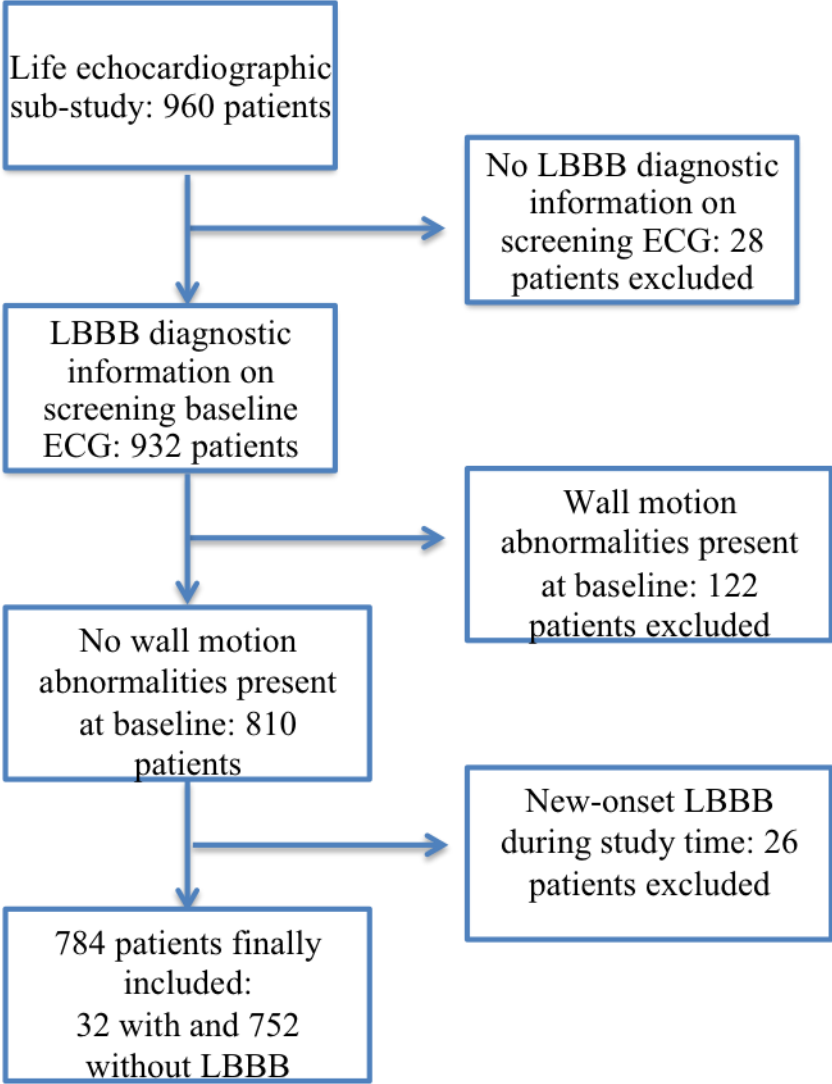 Life echocardiographic
sub-study: 960 patients
No LBBB diagnostic
information on
screening ECG: 28
patients excluded
LBBB diagnostic
information on
screening baseline
ECG: 932 patients
Wall motion
abnormalities present
at baseline: 122
patients excluded
No wall motion
abnormalities present
at baseline: 810
patients
New-onset LBBB
during study time: 26
patients excluded
784 patients finally
included:
32 with and 752
without LBBB